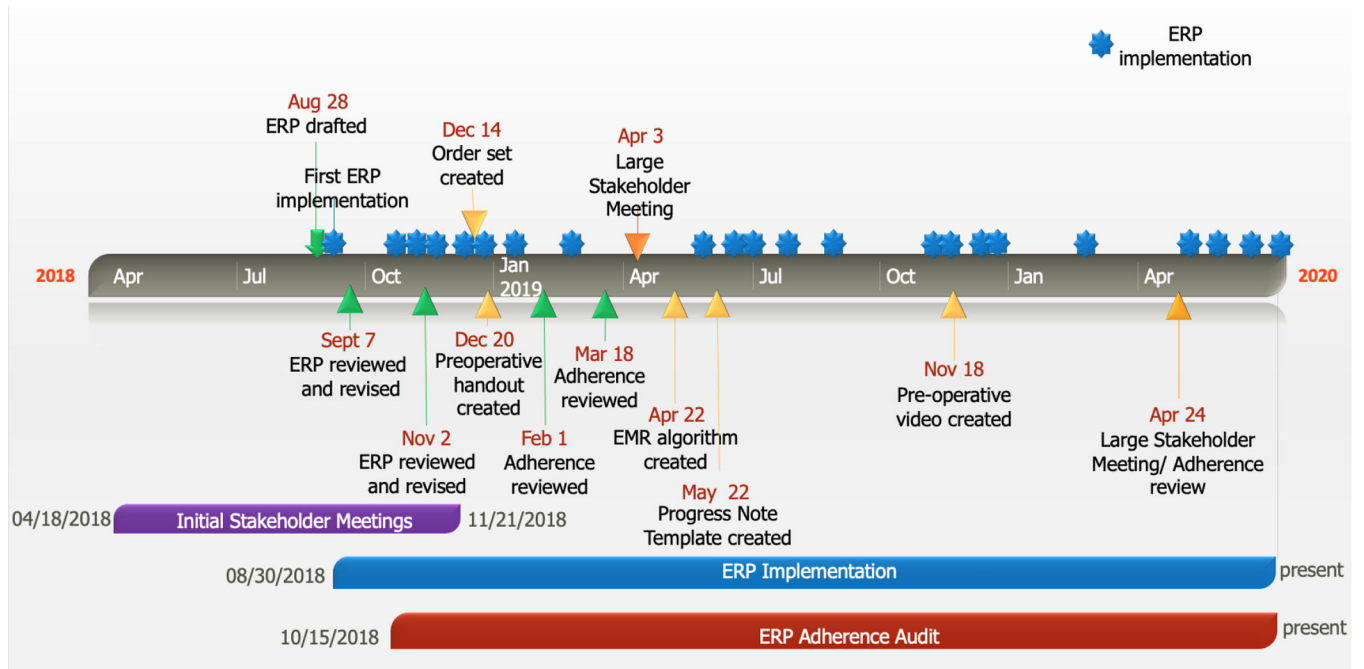 ERP
implementation
Aug 28
ERP drafted
First ERP
implementation
Dec 14
Order set
created
Apr 3
Large
Stakeholder
Meeting
2018
Apr
Jul
Oct
Jan
2019
Apr
Jul
Oct
Jan
Apr
2020
Sept 7
ERP reviewed
and revised
Nov 2
ERP reviewed
and revised
Dec 20
Preoperative
handout
created
Feb 1
Adherence
reviewed
Mar 18
Adherence
reviewed
Apr 22
EMR algorithm
created
May 22
Progress Note
Template created
Nov 18
Pre-operative
video created
Apr 24
Large Stakeholder
Meeting/ Adherence
review
04/18/2018 Initial Stakeholder Meetings 11/21/2018
08/30/2018 ERP Implementation present
10/15/2018 ERP Adherence Audit present